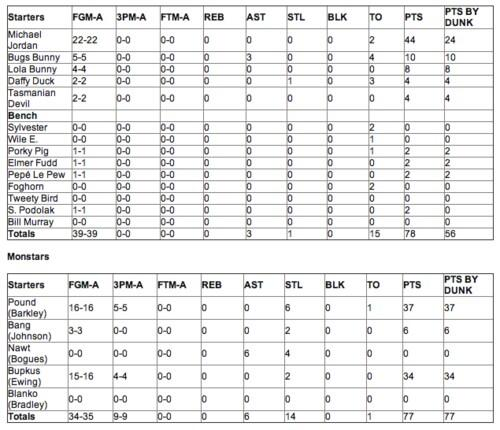 Starters FGM-A 3PM-A FTM-A REB AST STL BLK TO PTS PTS BY DUNK
Michael Jordan 22-22 0-0 0-0 0 0 0 0 2 44 24
Bugs Bunny 5-5 0-0 0-0 0 3 0 0 4 10 10
Lola Bunny 4-4 0-0 0-0 0 0 0 0 0 8 8
Daffy Duck 2-2 0-0 0-0 0 0 1 0 3 4 4
Tasmanian Devil 2-2 0-0 0-0 0 0 0 0 0 4 4
Bench
Sylvester 0-0 0-0 0-0 0 0 0 0 2 0 0
Wile E. 0-0 0-0 0-0 0 0 0 0 1 0 0
Porky Pig 1-1 0-0 0-0 0 0 0 0 1 2 2
Elmer Fudd 1-1 0-0 0-0 0 0 0 0 0 2 2
Pepé Le Pew 1-1 0-0 0-0 0 0 0 0 0 2 2
Foghorn 0-0 0-0 0-0 0 0 0 0 2 0 0
Tweety Bird 0-0 0-0 0-0 0 0 0 0 0 0 0
S. Podolak 1-1 0-0 0-0 0 0 0 0 0 2 0
Bill Murray 0-0 0-0 0-0 0 0 0 0 0 0 0
Totals 39-39 0-0 0-0 0 3 1 0 15 78 56
Monstars
Starters FGM-A 3PM-A FTM-A REB AST STL BLK TO PTS PTS BY DUNK
Pound (Barkley) 16-16 5-5 0-0 0 0 6 0 1 37 37
Bang (Johnson) 3-3 0-0 0-0 0 0 2 0 0 6 6
Nawt (Bogues) 0-0 0-0 0-0 0 6 4 0 0 0 0
Bupkus (Ewing) 15-16 4-4 0-0 0 0 2 0 0 34 34
Blanko (Bradley) 0-0 0-0 0-0 0 0 0 0 0 0 0
Totals 34-35 9-9 0-0 0 6 14 0 1 77 77